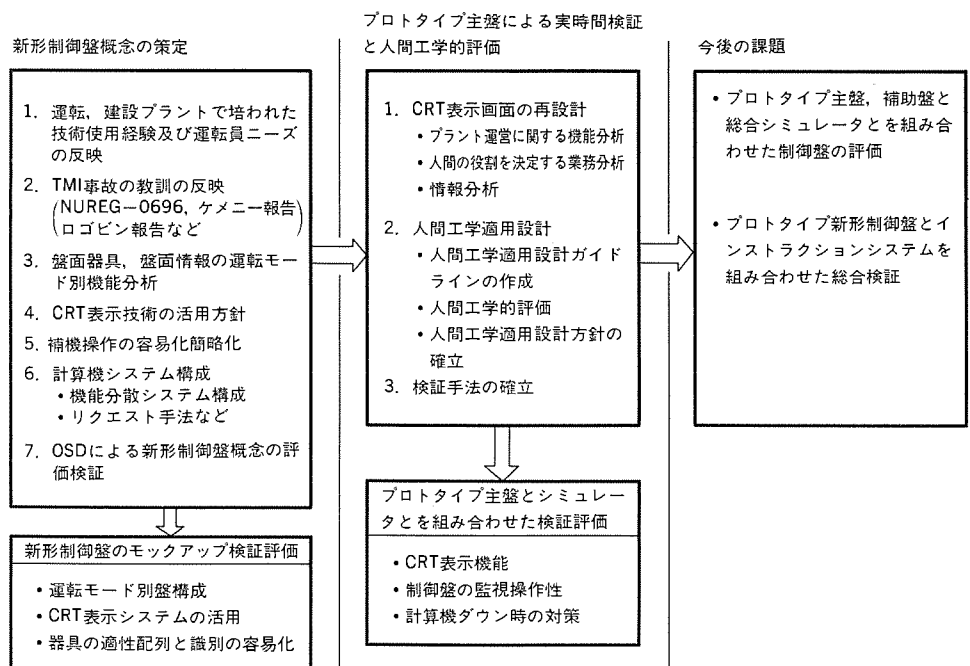 新形制御盤概念の策定
1. 運転，建設プラントで培われた
技術使用経験及び運転員ニーズ
の反映
2. TMI事故の教訓の反映
(NUREG－0696，ケメニー報告
ロゴビン報告など)
3. 盤面器具，盤面情報の運転モー
ド別機能分析
4. CRT表示技術の活用方針
5. 補機操作の容易化簡略化
6. 計算機システム構成
・機能分散システム構成
・リクエスト手法など
7. OSDによる新形制御盤概念の評
価検証
新形制御盤のモックアップ検証評価
・運転モード別盤構成
・CRT表示システムの活用
・器具の適性配列と識別の容易化
プロトタイプ主盤による実時間検証
と人間工学的評価
1. CRT表示画面の再設計
・プラント運営に関する機能分析
・人間の役割を決定する業務分析
・情報分析
2. 人間工学適用設計
・人間工学適用設計ガイド
ラインの作成
・人間工学的評価
・人間工学適用設計方針の
確立
3. 検証手法の確立
プロトタイプ主盤とシミュレー
タとを組み合わせた検証評価
・CRT表示機能
・制御盤の監視操作性
・計算機ダウン時の対策
今後の課題
・プロトタイプ主盤，補助盤と
総合シミュレータとを組み合
わせた制御盤の評価
・プロトタイプ新形制御盤とイ
ンストラクションシステムを
組み合わせた総合検証